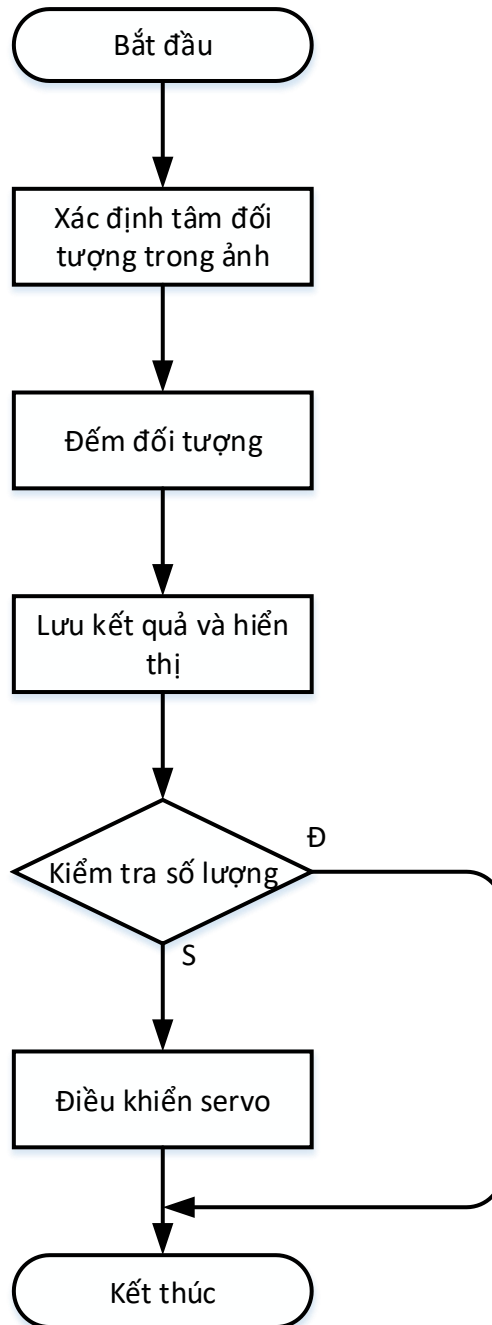 Bắt đầu
Xác định tâm đối
tượng trong ảnh
Đếm đối tượng
Lưu kết quả và hiển
thị
Kiểm tra số lượng
Đ
S
Điều khiển servo
Kết thúc